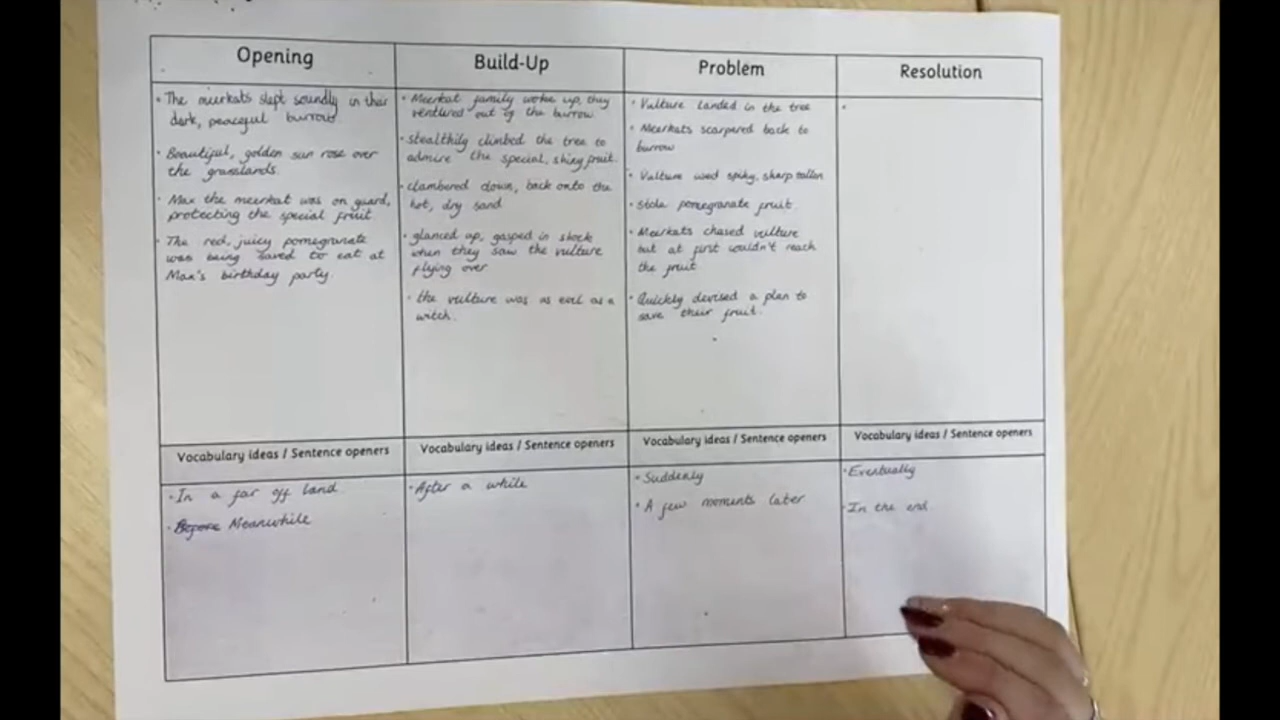 Opening
• The meerkats slept soundly in their
dark, peaceful burrow
• Beautiful, golden sun rose over
the grasslands.
• Max the meerkat was on guard,
protecting the special fruit
• The red, juicy pomegranate
was being saved to eat at
Max's birthday party.
Build-Up
• Meerkat family woke up, they
ventured out of the burrow.
• stealthily climbed the tree to
admire the special, shiny fruit.
• clambered down, back onto the
hot, dry sand
• glanced up, gasped in shock
when they saw the vulture
flying over
• the vulture was as evil as a
witch.
Problem
• Vulture landed in the tree
• Meerkats scarpered back to
burrow
• Vulture used spiky, sharp tallon
• Stole pomegranate fruit.
• Meerkats chased vulture
but at first couldn't reach
the fruit
• Quickly devised a plan to
save their fruit.
Resolution
•
Vocabulary ideas / Sentence openers
• In a far off land
• Before Meanwhile
Vocabulary ideas / Sentence openers
• After a while
Vocabulary ideas / Sentence openers
• Suddenly
• A few moments later
Vocabulary ideas / Sentence openers
• Eventually
• In the end